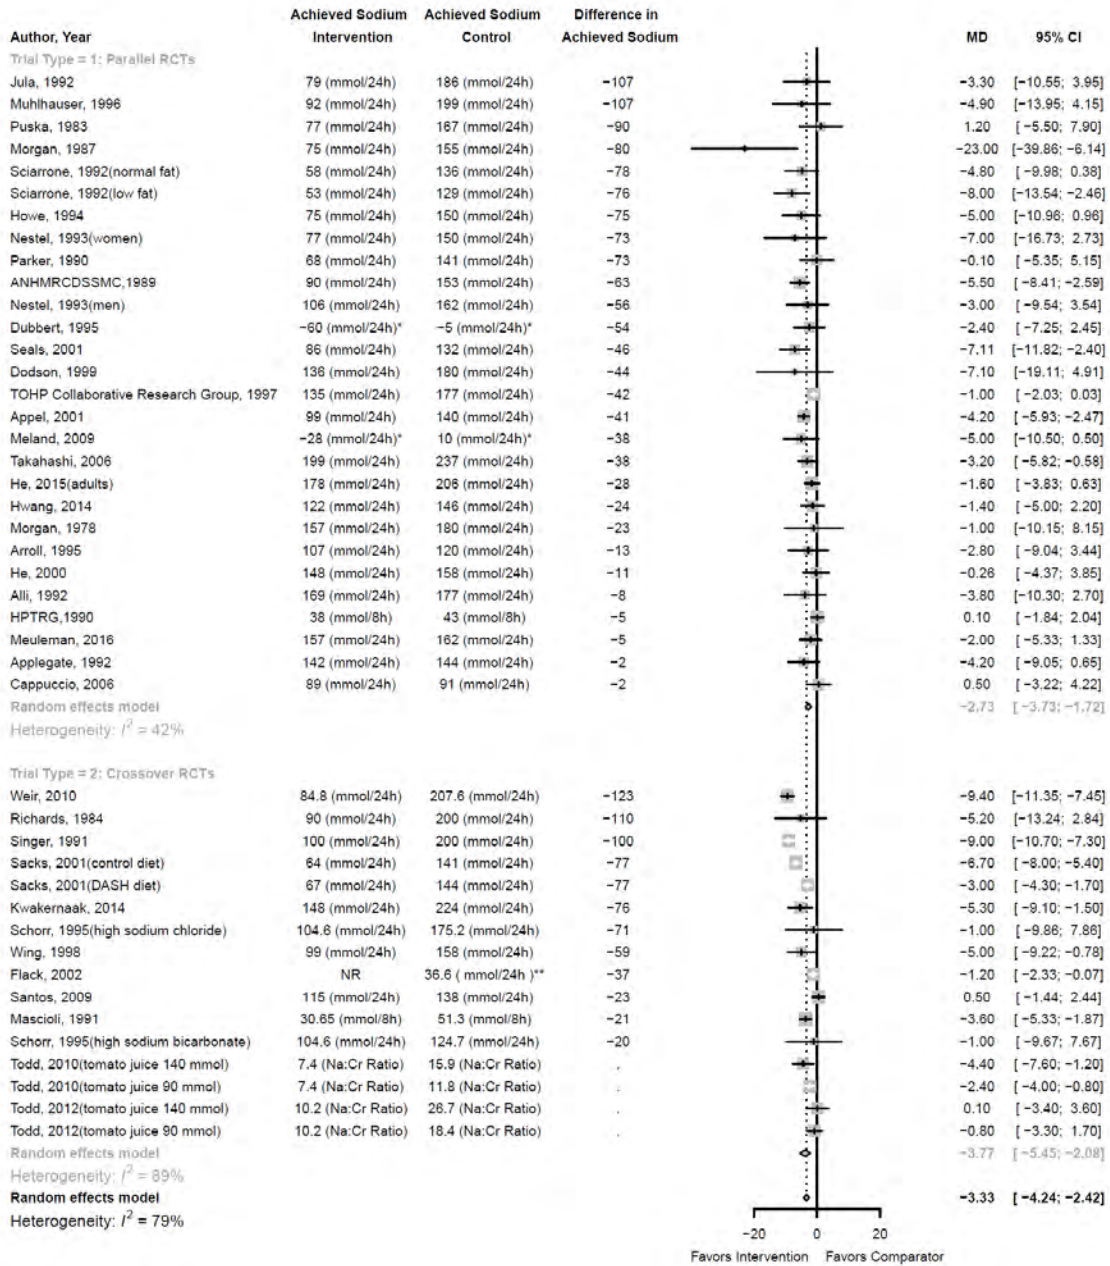 Achieved Sodium Achieved Sodium Difference in
Author, Year Intervention Control Achieved Sodium MD 95% CI
Trial Type = 1: Parallel RCTs
Jula, 1992 79 (mmol/24h) 186 (mmol/24h) −107 −3.30 [−10.55; 3.95]
Muhlhauser, 1996 92 (mmol/24h) 199 (mmol/24h) −107 −4.90 [−13.95; 4.15]
Puska, 1983 77 (mmol/24h) 167 (mmol/24h) −90 1.20 [ −5.50; 7.90]
Morgan, 1987 75 (mmol/24h) 155 (mmol/24h) −80 −23.00 [−39.86; −6.14]
Sciarrone, 1992(normal fat) 58 (mmol/24h) 136 (mmol/24h) −78 −4.80 [ −9.98; 0.38]
Sciarrone, 1992(low fat) 53 (mmol/24h) 129 (mmol/24h) −76 −8.00 [−13.54; −2.46]
Howe, 1994 75 (mmol/24h) 150 (mmol/24h) −75 −5.00 [−10.96; 0.96]
Nestel, 1993(women) 77 (mmol/24h) 150 (mmol/24h) −73 −7.00 [−16.73; 2.73]
Parker, 1990 68 (mmol/24h) 141 (mmol/24h) −73 −0.10 [ −5.35; 5.15]
ANHMRCDSSMC,1989 90 (mmol/24h) 153 (mmol/24h) −63 −5.50 [ −8.41; −2.59]
Nestel, 1993(men) 106 (mmol/24h) 162 (mmol/24h) −56 −3.00 [ −9.54; 3.54]
Dubbert, 1995 −60 (mmol/24h)* −5 (mmol/24h)* −54 −2.40 [ −7.25; 2.45]
Seals, 2001 86 (mmol/24h) 132 (mmol/24h) −46 −7.11 [−11.82; −2.40]
Dodson, 1999 136 (mmol/24h) 180 (mmol/24h) −44 −7.10 [−19.11; 4.91]
TOHP Collaborative Research Group, 1997 135 (mmol/24h) 177 (mmol/24h) −42 −1.00 [ −2.03; 0.03]
Appel, 2001 99 (mmol/24h) 140 (mmol/24h) −41 −4.20 [ −5.93; −2.47]
Meland, 2009 −28 (mmol/24h)* 10 (mmol/24h)* −38 −5.00 [−10.50; 0.50]
Takahashi, 2006 199 (mmol/24h) 237 (mmol/24h) −38 −3.20 [ −5.82; −0.58]
He, 2015(adults) 178 (mmol/24h) 206 (mmol/24h) −28 −1.60 [ −3.83; 0.63]
Hwang, 2014 122 (mmol/24h) 146 (mmol/24h) −24 −1.40 [ −5.00; 2.20]
Morgan, 1978 157 (mmol/24h) 180 (mmol/24h) −23 −1.00 [−10.15; 8.15]
Arroll, 1995 107 (mmol/24h) 120 (mmol/24h) −13 −2.80 [ −9.04; 3.44]
He, 2000 148 (mmol/24h) 158 (mmol/24h) −11 −0.26 [ −4.37; 3.85]
Alli, 1992 169 (mmol/24h) 177 (mmol/24h) −8 −3.80 [−10.30; 2.70]
HPTRG,1990 38 (mmol/8h) 43 (mmol/8h) −5 0.10 [ −1.84; 2.04]
Meuleman, 2016 157 (mmol/24h) 162 (mmol/24h) −5 −2.00 [ −5.33; 1.33]
Applegate, 1992 142 (mmol/24h) 144 (mmol/24h) −2 −4.20 [ −9.05; 0.65]
Cappuccio, 2006 89 (mmol/24h) 91 (mmol/24h) −2 0.50 [ −3.22; 4.22]
Random effects model −2.73 [ −3.73; −1.72]
Heterogeneity: I² = 42%
Trial Type = 2: Crossover RCTs
Weir, 2010 84.8 (mmol/24h) 207.6 (mmol/24h) −123 −9.40 [−11.35; −7.45]
Richards, 1984 90 (mmol/24h) 200 (mmol/24h) −110 −5.20 [−13.24; 2.84]
Singer, 1991 100 (mmol/24h) 200 (mmol/24h) −100 −9.00 [−10.70; −7.30]
Sacks, 2001(control diet) 64 (mmol/24h) 141 (mmol/24h) −77 −6.70 [ −8.00; −5.40]
Sacks, 2001(DASH diet) 67 (mmol/24h) 144 (mmol/24h) −77 −3.00 [ −4.30; −1.70]
Kwakernaak, 2014 148 (mmol/24h) 224 (mmol/24h) −76 −5.30 [ −9.10; −1.50]
Schorr, 1995(high sodium chloride) 104.6 (mmol/24h) 175.2 (mmol/24h) −71 −1.00 [ −9.86; 7.86]
Wing, 1998 99 (mmol/24h) 158 (mmol/24h) −59 −5.00 [ −9.22; −0.78]
Flack, 2002 NR 36.6 ( mmol/24h )** −37 −1.20 [ −2.33; −0.07]
Santos, 2009 115 (mmol/24h) 138 (mmol/24h) −23 0.50 [ −1.44; 2.44]
Mascioli, 1991 30.65 (mmol/8h) 51.3 (mmol/8h) −21 −3.60 [ −5.33; −1.87]
Schorr, 1995(high sodium bicarbonate) 104.6 (mmol/24h) 124.7 (mmol/24h) −20 −1.00 [ −9.67; 7.67]
Todd, 2010(tomato juice 140 mmol) 7.4 (Na:Cr Ratio) 15.9 (Na:Cr Ratio) . −4.40 [ −7.60; −1.20]
Todd, 2010(tomato juice 90 mmol) 7.4 (Na:Cr Ratio) 11.8 (Na:Cr Ratio) . −2.40 [ −4.00; −0.80]
Todd, 2012(tomato juice 140 mmol) 10.2 (Na:Cr Ratio) 26.7 (Na:Cr Ratio) . 0.10 [ −3.40; 3.60]
Todd, 2012(tomato juice 90 mmol) 10.2 (Na:Cr Ratio) 18.4 (Na:Cr Ratio) . −0.80 [ −3.30; 1.70]
Random effects model −3.77 [ −5.45; −2.08]
Heterogeneity: I² = 89%
Random effects model −3.33 [ −4.24; −2.42]
Heterogeneity: I² = 79%
−20 0 20
Favors Intervention Favors Comparator